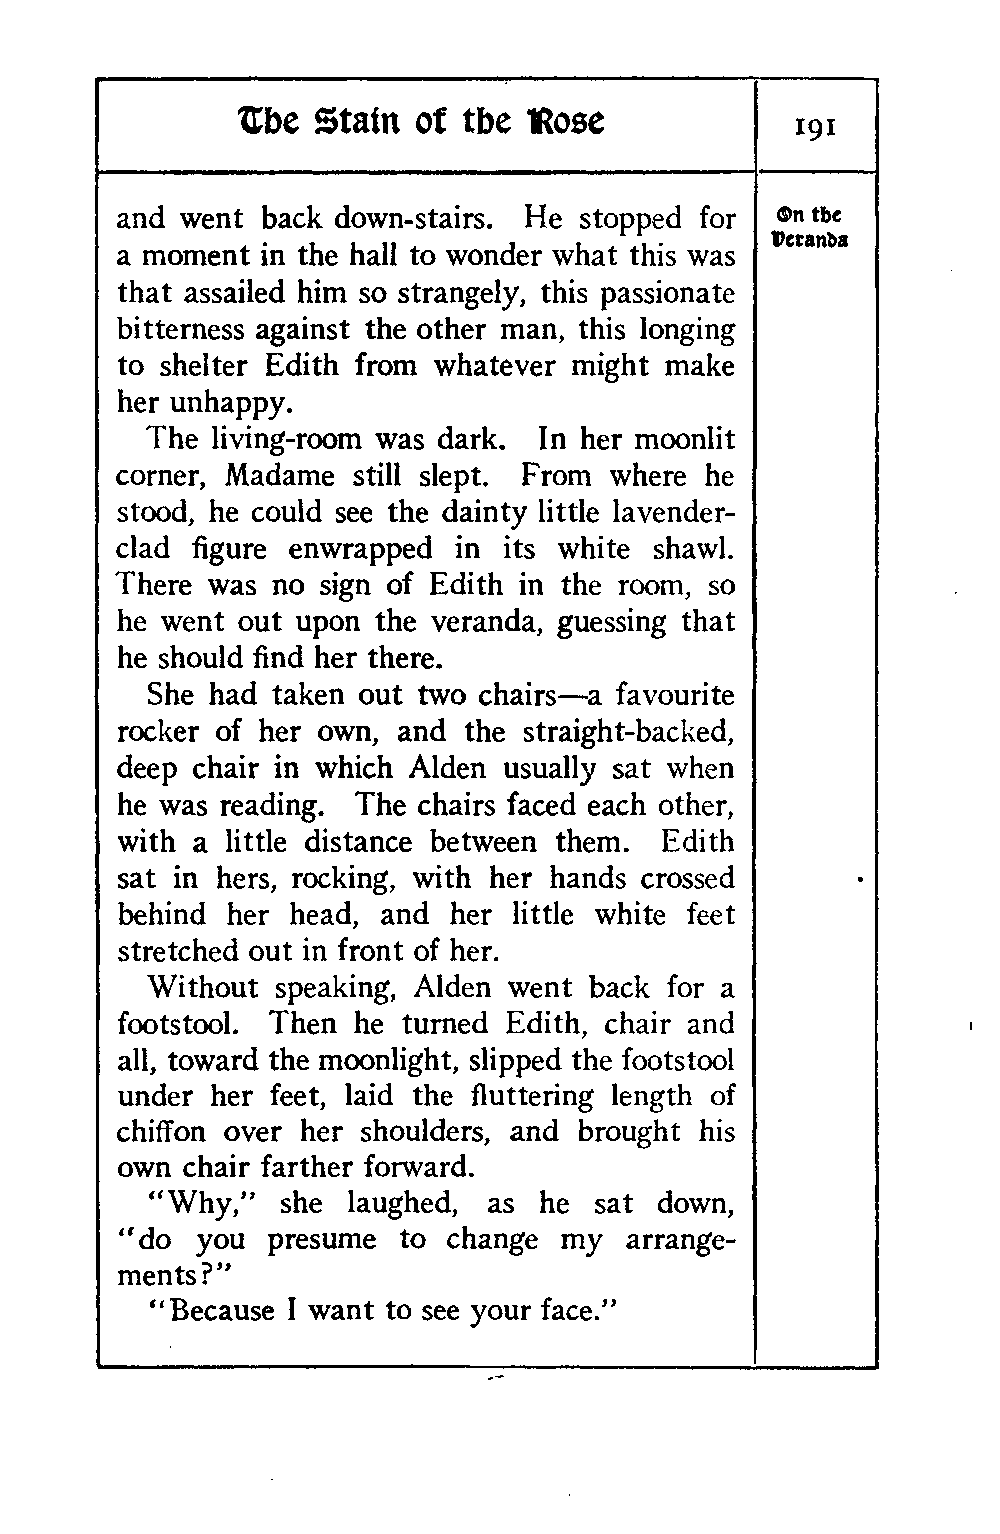 The Stain of the Rose
191
On the
Veranda
and went back down-stairs. He stopped for
a moment in the hall to wonder what this was
that assailed him so strangely, this passionate
bitterness against the other man, this longing
to shelter Edith from whatever might make
her unhappy.
The living-room was dark. In her moonlit
corner, Madame still slept. From where he
stood, he could see the dainty little lavender-
clad figure enwrapped in its white shawl.
There was no sign of Edith in the room, so
he went out upon the veranda, guessing that
he should find her there.
She had taken out two chairs—a favourite
rocker of her own, and the straight-backed,
deep chair in which Alden usually sat when
he was reading. The chairs faced each other,
with a little distance between them. Edith
sat in hers, rocking, with her hands crossed
behind her head, and her little white feet
stretched out in front of her.
Without speaking, Alden went back for a
footstool. Then he turned Edith, chair and
all, toward the moonlight, slipped the footstool
under her feet, laid the fluttering length of
chiffon over her shoulders, and brought his
own chair farther forward.
"Why," she laughed, as he sat down,
"do you presume to change my arrange-
ments?"
"Because I want to see your face."